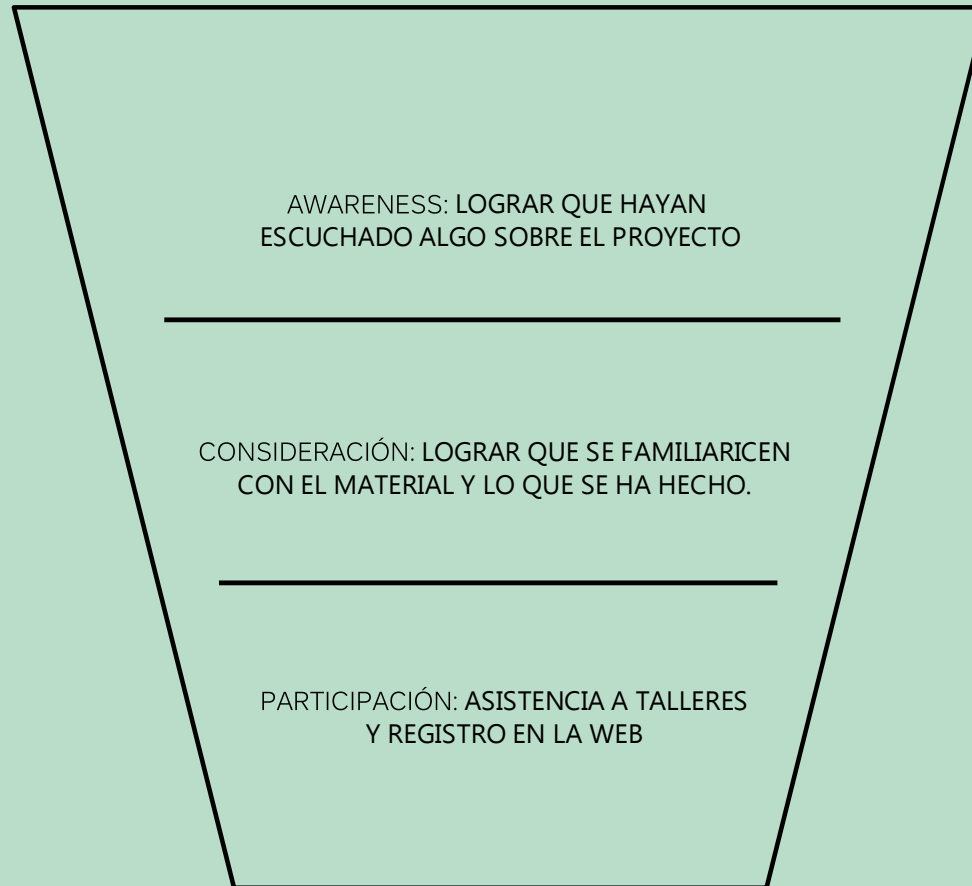 AWARENESS: LOGRAR QUE HAYAN
ESCUCHADO ALGO SOBRE EL PROYECTO
CONSIDERACIÓN: LOGRAR QUE SE FAMILIARICEN
CON EL MATERIAL Y LO QUE SE HA HECHO.
PARTICIPACIÓN: ASISTENCIA A TALLERES
Y REGISTRO EN LA WEB